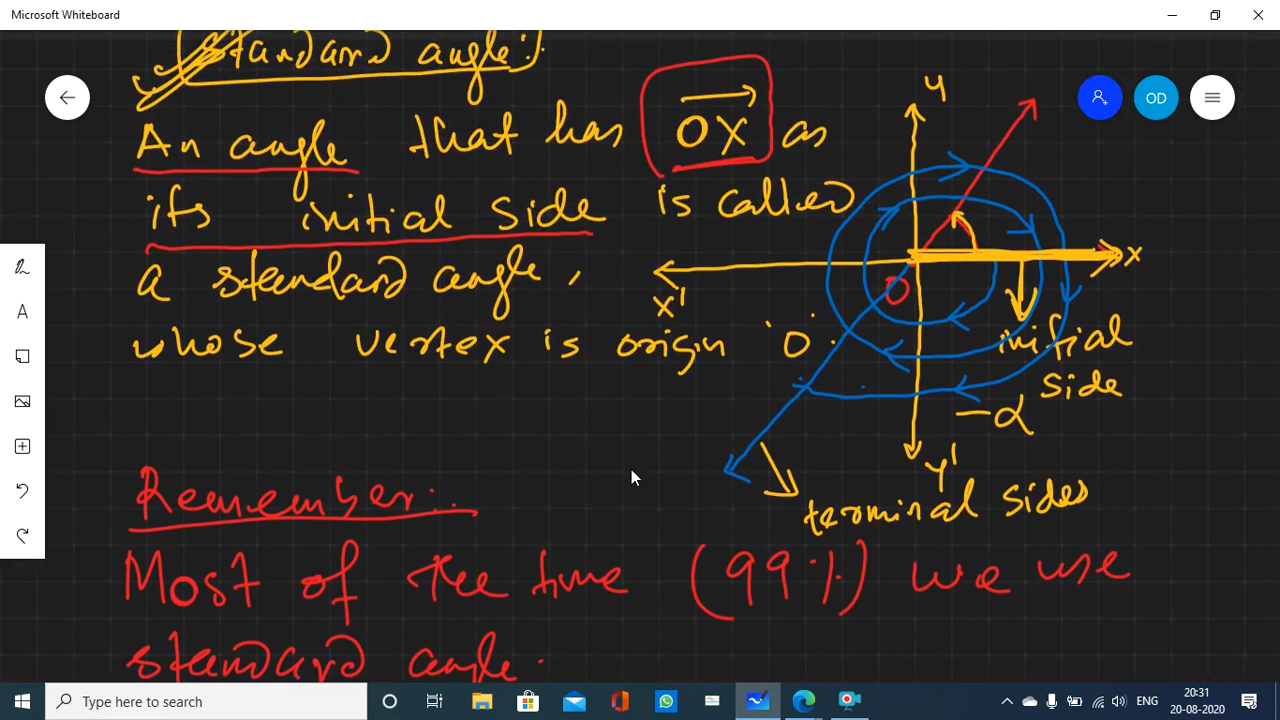 Microsoft Whiteboard
Standard angle:
An angle that has OX as
its initial side is called
a standard angle,
whose vertex is origin 'O'.
Y
X
X'
O
initial
side
-α
Y'
terminal sides
OD
Remember:
Most of the time (99%) we use
standard angle.
Type here to search
ENG
20:31
20-08-2020